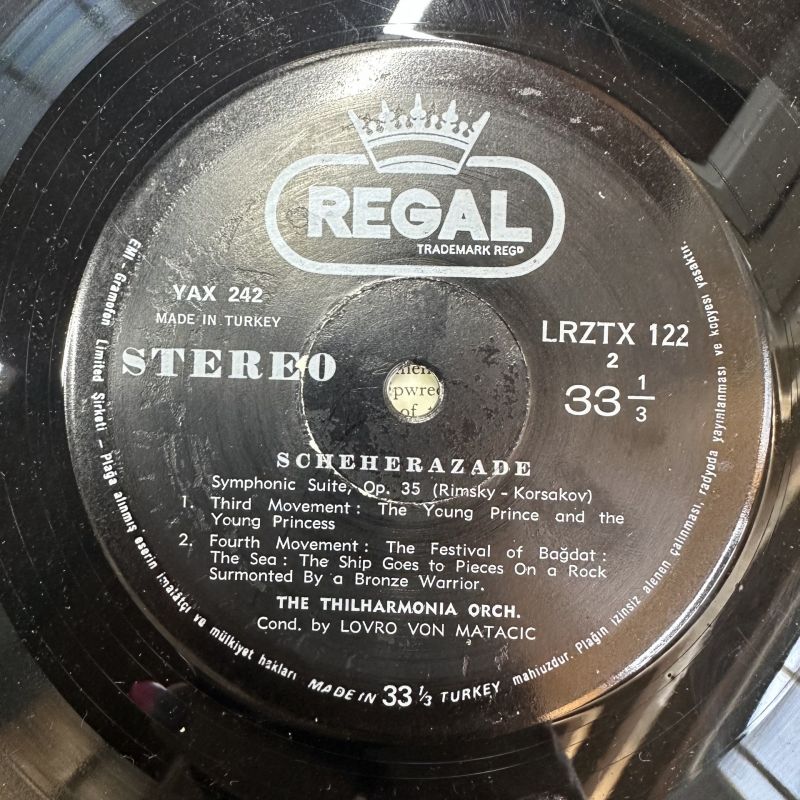 REGAL
TRADEMARK REGD
YAX 242
MADE IN TURKEY
STEREO
LRZTX 122
2
33 1/3
SCHEHERAZADE
Symphonic Suite, Op. 35 (Rimsky - Korsakov)
1. Third Movement: The Young Prince and the
Young Princess
2. Fourth Movement: The Festival of Bağdat:
The Sea: The Ship Goes to Pieces On a Rock
Surmonted By a Bronze Warrior.
THE THILHARMONIA ORCH.
Cond. by LOVRO VON MATACIC
EMI - Gramofon Limited Şirketi - Plağa alınmış eserin imalâtçı ve mülkiyet hakları MADE IN 33 1/3 TURKEY mahfuzdur. Plağın izinsiz alenen çalınması, radyoda yayınlanması ve kopyesi yasaktır.
pwre
of